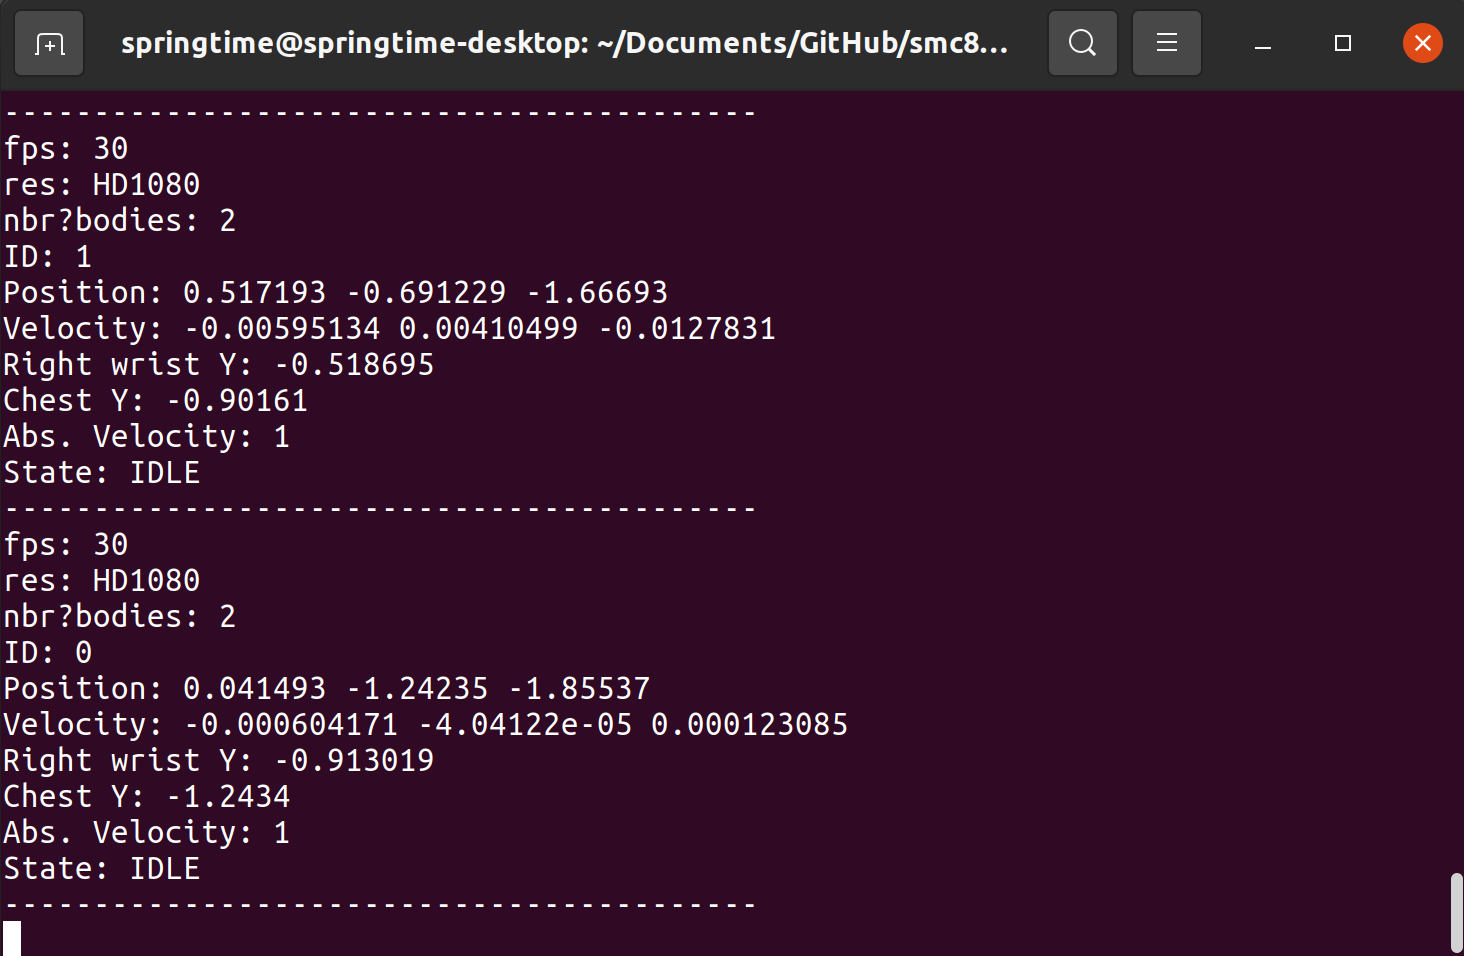 springtime@springtime-desktop: ~/Documents/GitHub/smc8...
------------------------------------------
fps: 30
res: HD1080
nbr?bodies: 2
ID: 1
Position: 0.517193 -0.691229 -1.66693
Velocity: -0.00595134 0.00410499 -0.0127831
Right wrist Y: -0.518695
Chest Y: -0.90161
Abs. Velocity: 1
State: IDLE
------------------------------------------
fps: 30
res: HD1080
nbr?bodies: 2
ID: 0
Position: 0.041493 -1.24235 -1.85537
Velocity: -0.000604171 -4.04122e-05 0.000123085
Right wrist Y: -0.913019
Chest Y: -1.2434
Abs. Velocity: 1
State: IDLE
------------------------------------------